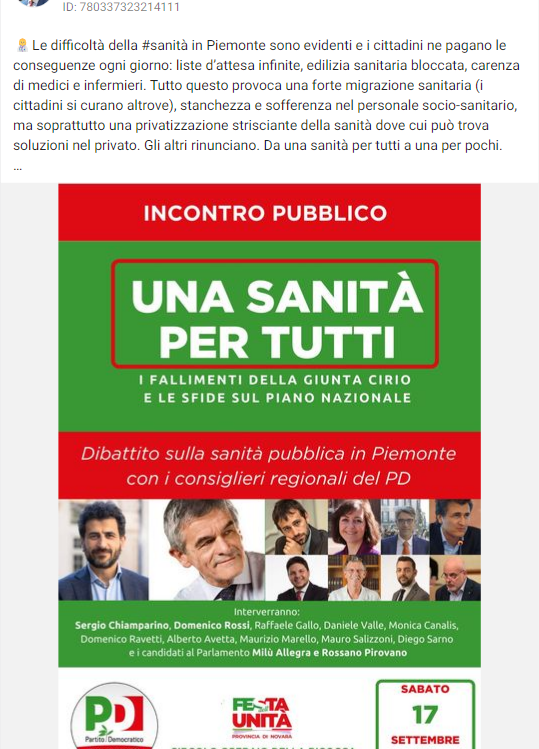 ID: 780337323214111
Le difficoltà della #sanità in Piemonte sono evidenti e i cittadini ne pagano le
conseguenze ogni giorno: liste d'attesa infinite, edilizia sanitaria bloccata, carenza
di medici e infermieri. Tutto questo provoca una forte migrazione sanitaria (i
cittadini si curano altrove), stanchezza e sofferenza nel personale socio-sanitario,
ma soprattutto una privatizzazione strisciante della sanità dove cui può trova
soluzioni nel privato. Gli altri rinunciano. Da una sanità per tutti a una per pochi.
...
INCONTRO PUBBLICO
UNA SANITÀ
PER TUTTI
I FALLIMENTI DELLA GIUNTA CIRIO
E LE SFIDE SUL PIANO NAZIONALE
Dibattito sulla sanità pubblica in Piemonte
con i consiglieri regionali del PD
Interverranno:
Sergio Chiamparino, Domenico Rossi, Raffaele Gallo, Daniele Valle, Monica Canalis,
Domenico Ravetti, Alberto Avetta, Maurizio Marello, Mauro Salizzoni, Diego Sarno
e i candidati al Parlamento Milù Allegra e Rossano Pirovano
PD
Partito Democratico
FESTA
UNITÀ
PROVINCIA DI NOVARA
SABATO
17
SETTEMBRE